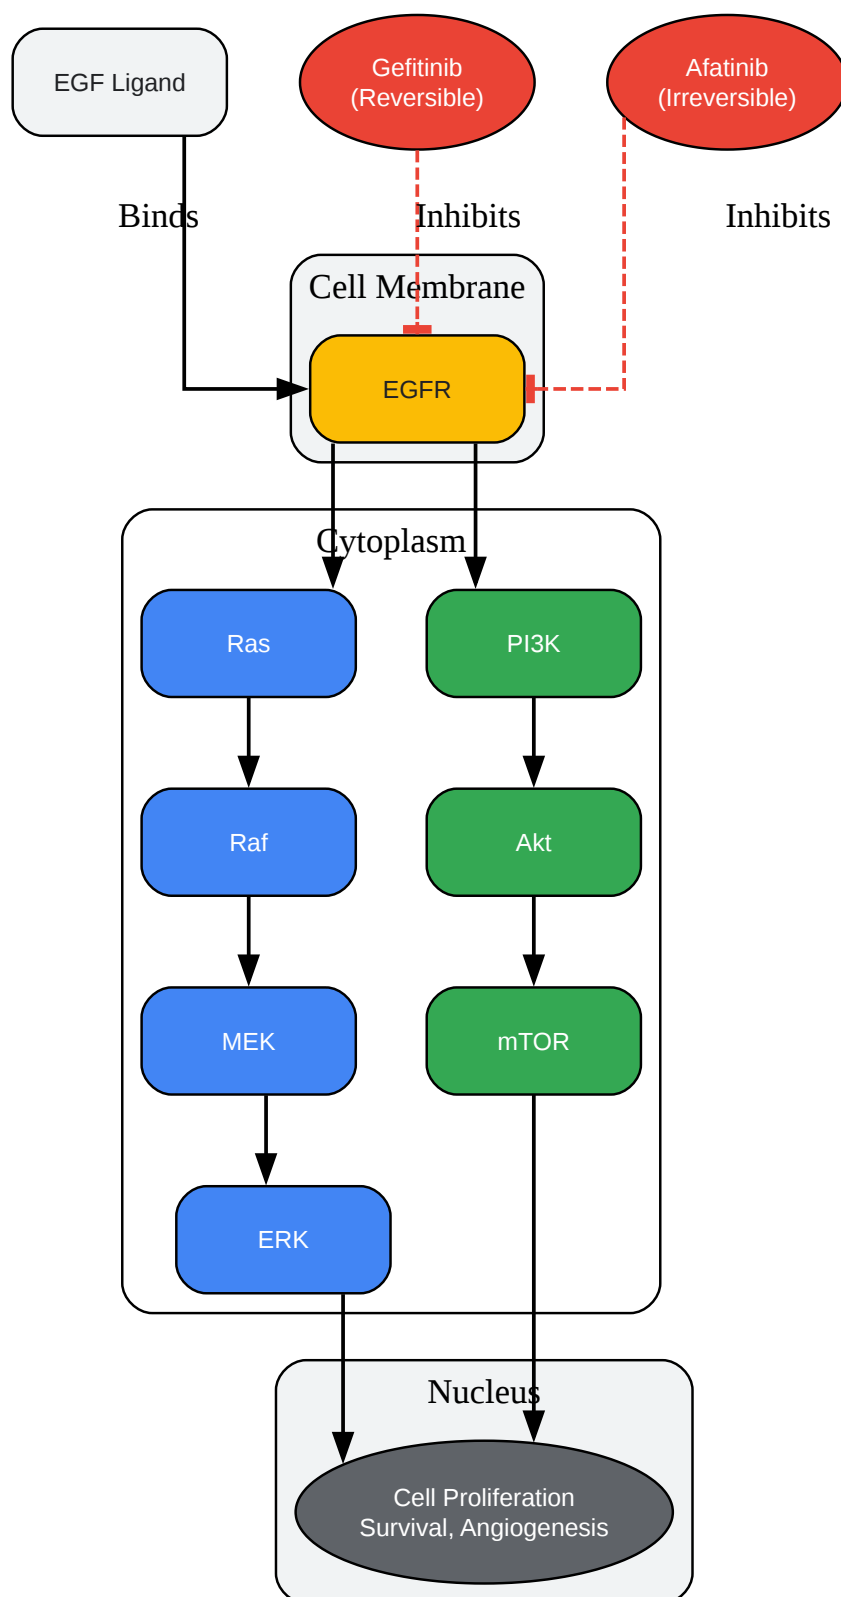 EGF Ligand
Gefitinib
(Reversible)
Afatinib
(Irreversible)
Binds
Inhibits
Inhibits
Cell Membrane
EGFR
Cytoplasm
Ras
PI3K
Raf
Akt
MEK
mTOR
ERK
Nucleus
Cell Proliferation
Survival, Angiogenesis